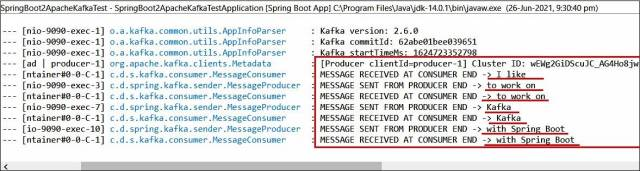 SpringBoot2ApacheKafkaTest - SpringBoot2ApacheKafkaTestApplication [Spring Boot App] C:\Program Files\Java\jdk-14.0.1\bin\javaw.exe (26-Jun-2021, 9:30:40 pm)
--- [nio-9090-exec-1] o.a.kafka.common.utils.AppInfoParser : Kafka version: 2.6.0
--- [nio-9090-exec-1] o.a.kafka.common.utils.AppInfoParser : Kafka commitId: 62abe01bee039651
--- [nio-9090-exec-1] o.a.kafka.common.utils.AppInfoParser : Kafka startTimeMs: 1624723352798
--- [ad | producer-1] org.apache.kafka.clients.Metadata : [Producer clientId=producer-1] Cluster ID: wEWg2GiDScuJC_AG4Ho8jw
--- [ntainer#0-0-C-1] c.d.s.kafka.consumer.MessageConsumer : MESSAGE RECEIVED AT CONSUMER END -> I like
--- [nio-9090-exec-3] c.d.spring.kafka.sender.MessageProducer : MESSAGE SENT FROM PRODUCER END -> to work on
--- [ntainer#0-0-C-1] c.d.s.kafka.consumer.MessageConsumer : MESSAGE RECEIVED AT CONSUMER END -> to work on
--- [nio-9090-exec-7] c.d.spring.kafka.sender.MessageProducer : MESSAGE SENT FROM PRODUCER END -> Kafka
--- [ntainer#0-0-C-1] c.d.s.kafka.consumer.MessageConsumer : MESSAGE RECEIVED AT CONSUMER END -> Kafka
--- [io-9090-exec-10] c.d.spring.kafka.sender.MessageProducer : MESSAGE SENT FROM PRODUCER END -> with Spring Boot
--- [ntainer#0-0-C-1] c.d.s.kafka.consumer.MessageConsumer : MESSAGE RECEIVED AT CONSUMER END -> with Spring Boot